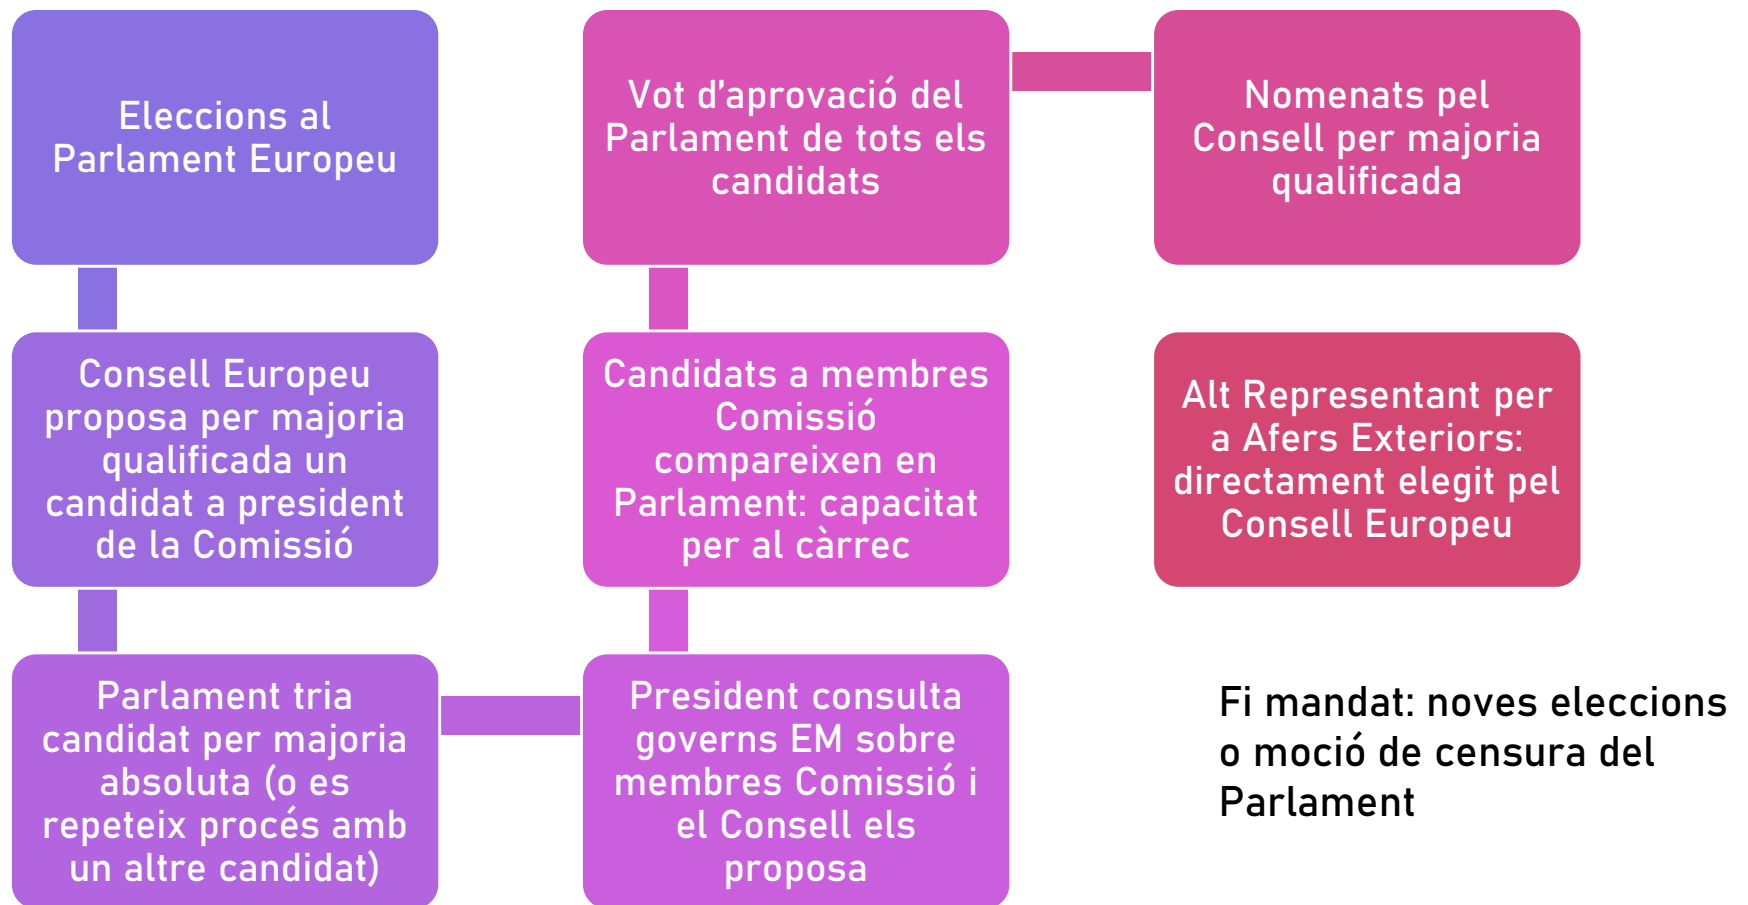 Eleccions al
Parlament Europeu
Consell Europeu
proposa per majoria
qualificada un
candidat a president
de la Comissió
Parlament tria
candidat per majoria
absoluta (o es
repeteix procés amb
un altre candidat)
President consulta
governs EM sobre
membres Comissió i
el Consell els
proposa
Candidats a membres
Comissió
compareixen en
Parlament: capacitat
per al càrrec
Vot d’aprovació del
Parlament de tots els
candidats
Nomenats pel
Consell per majoria
qualificada
Alt Representant per
a Afers Exteriors:
directament elegit pel
Consell Europeu
Fi mandat: noves eleccions
o moció de censura del
Parlament